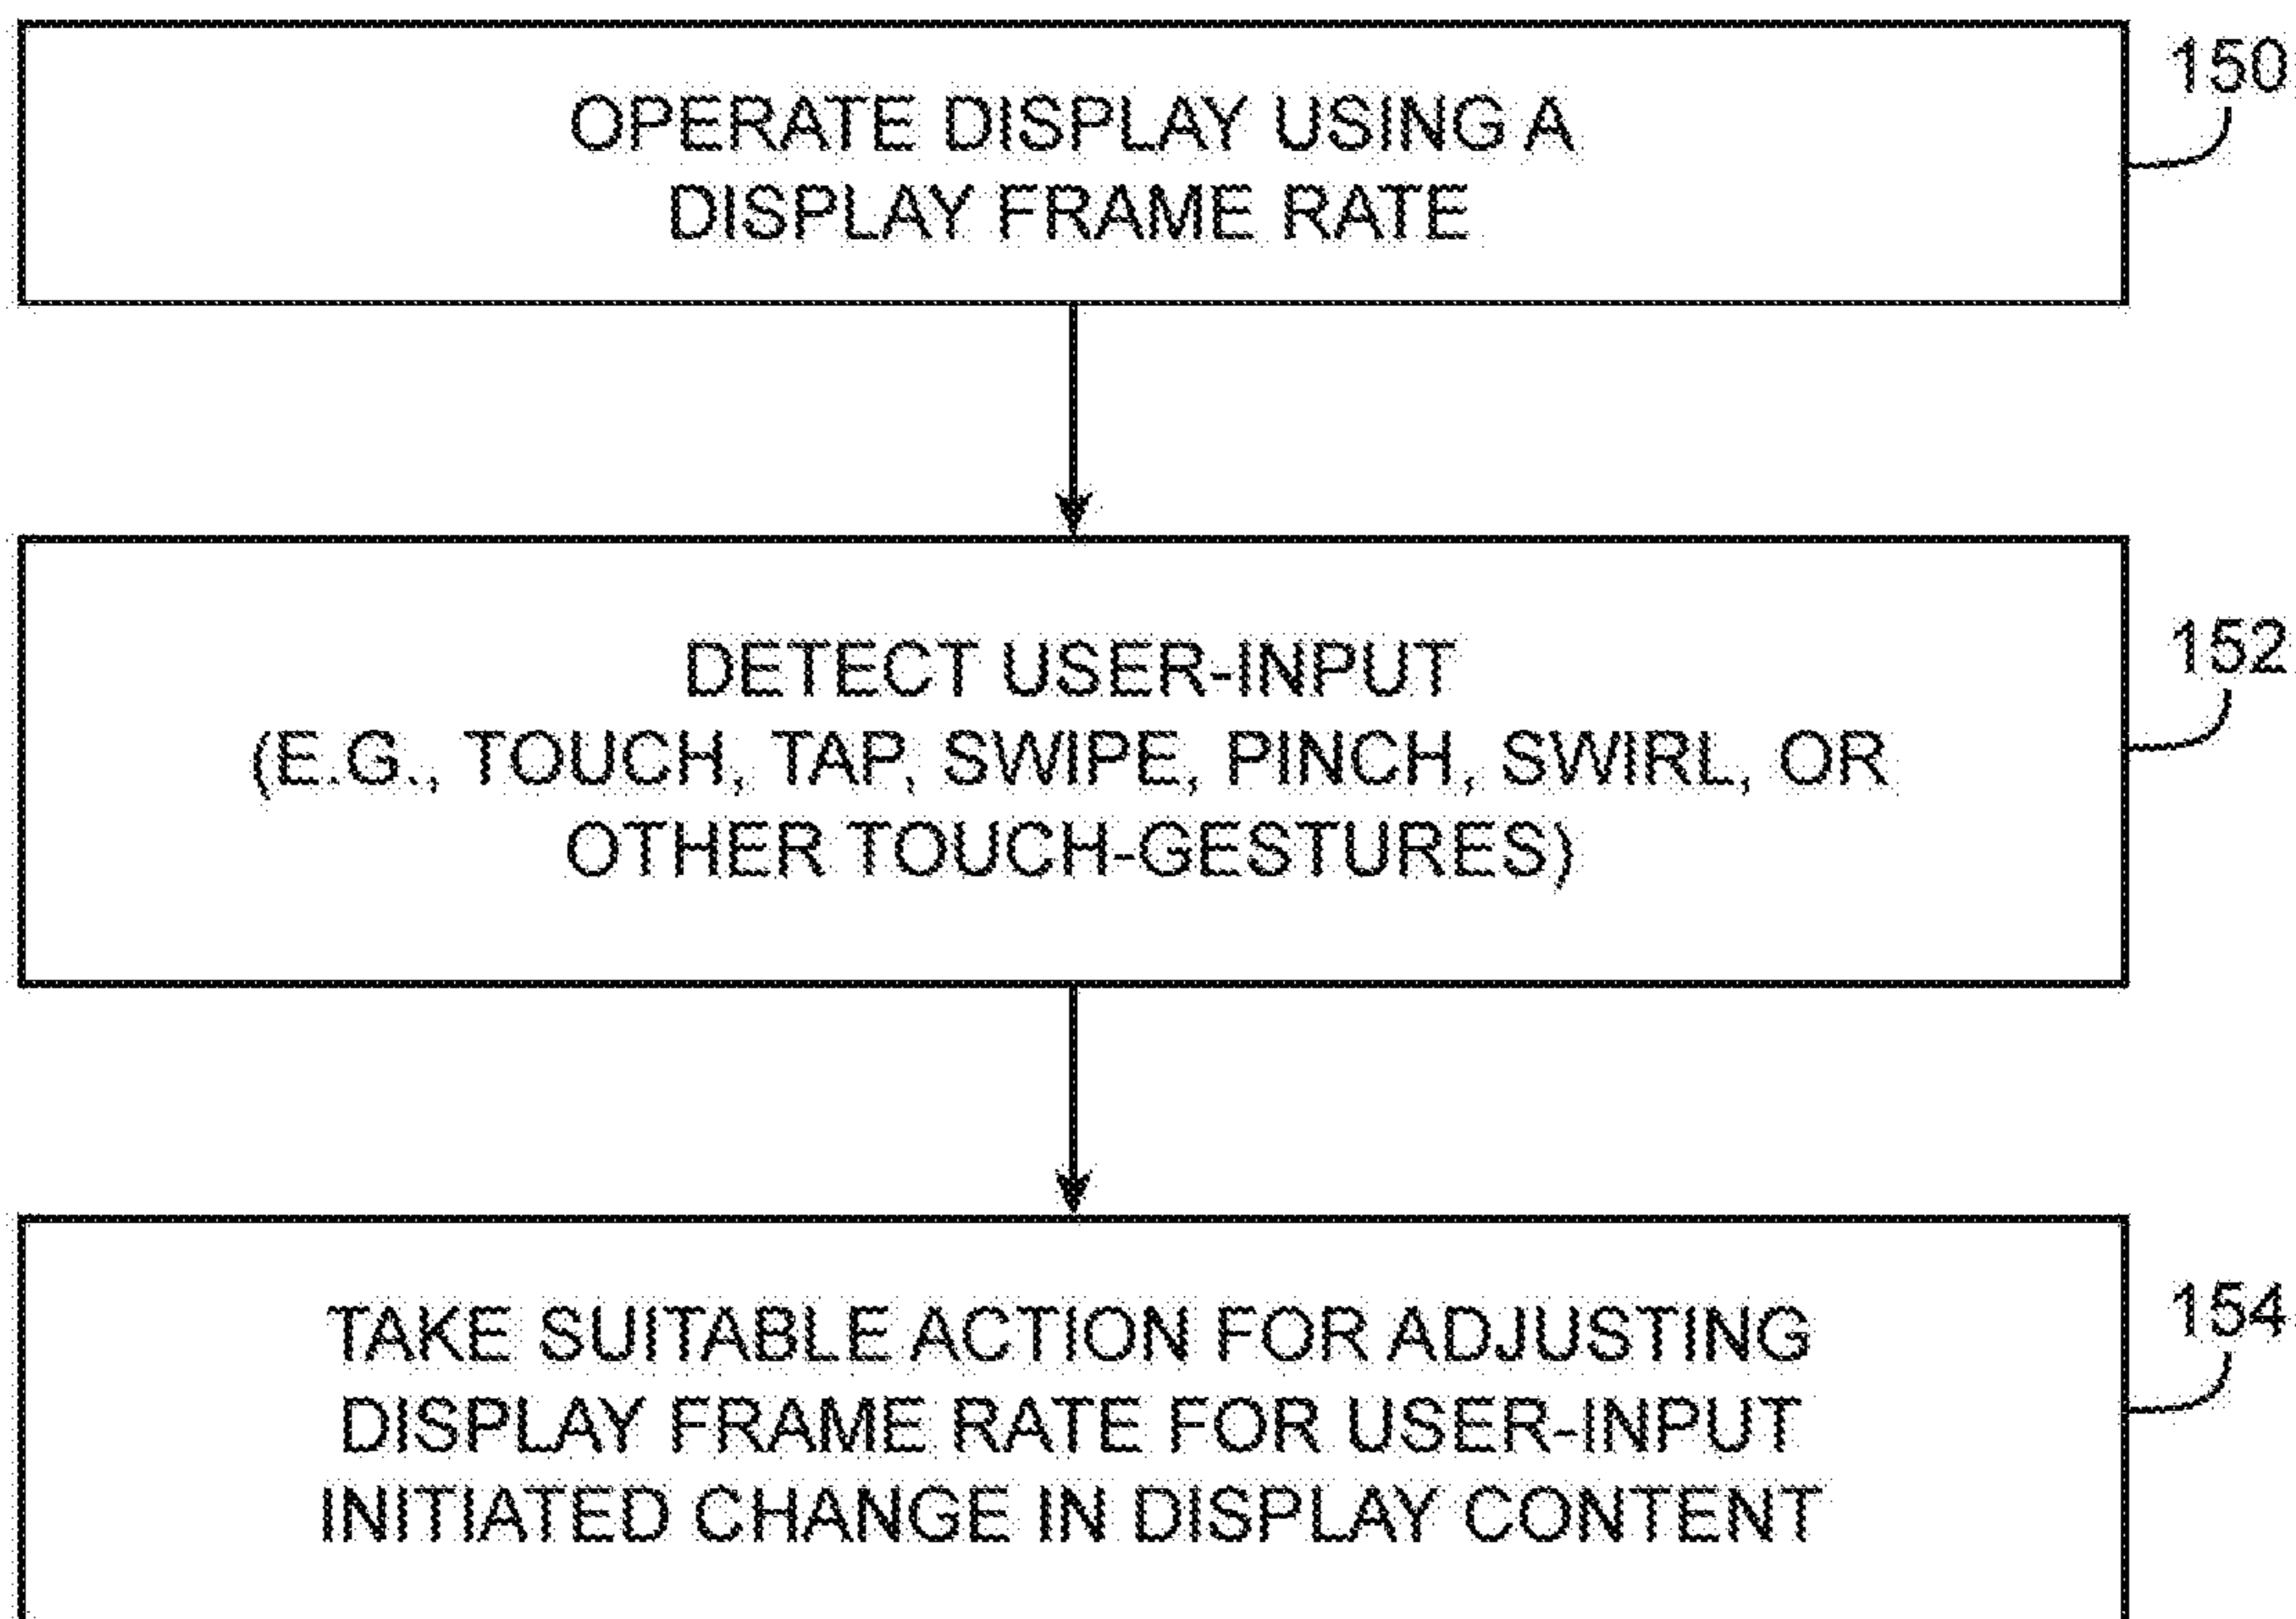 150
OPERATE DISPLAY USING A
DISPLAY FRAME RATE
152
DETECT USER-INPUT
(E.G., TOUCH, TAP, SWIPE, PINCH, SWIRL, OR
OTHER TOUCH-GESTURES)
154
TAKE SUITABLE ACTION FOR ADJUSTING
DISPLAY FRAME RATE FOR USER-INPUT
INITIATED CHANGE IN DISPLAY CONTENT